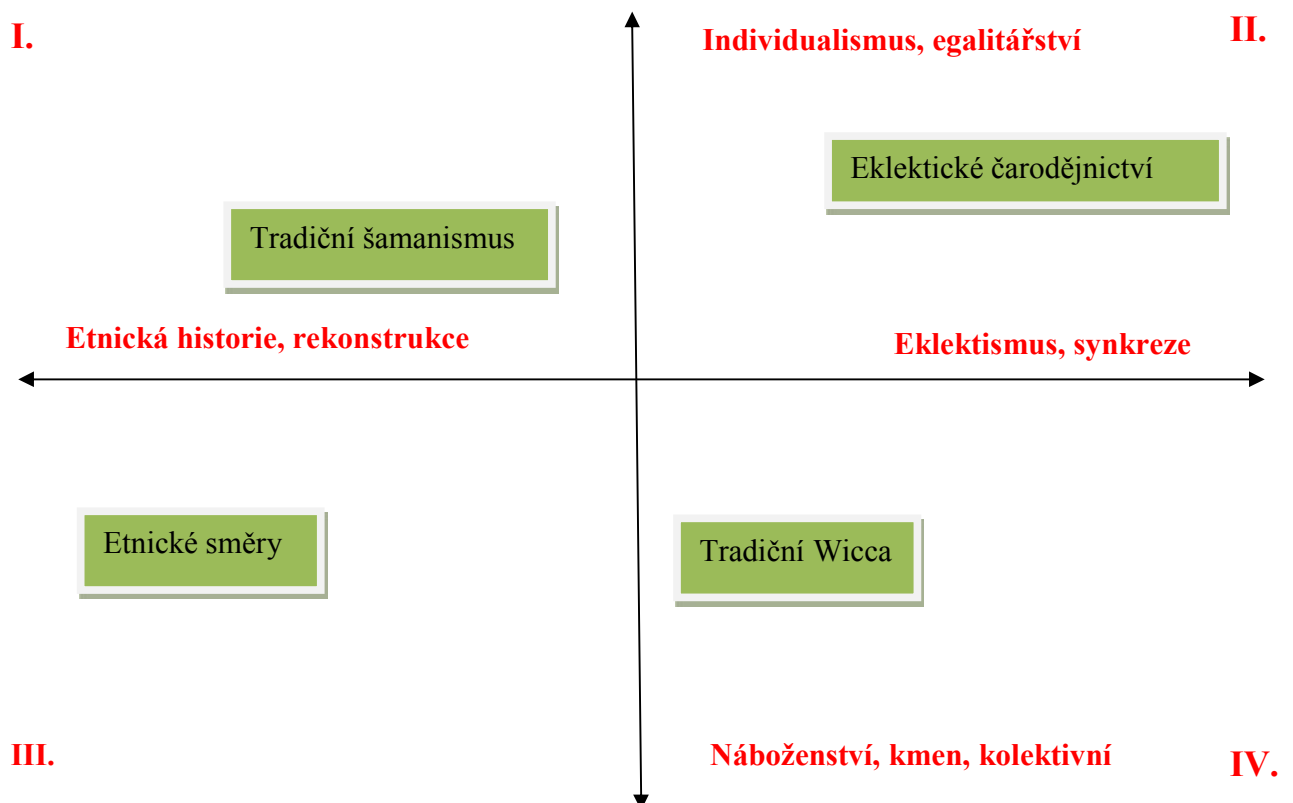 I.
Individualismus, egalitářství
II.
Eklektické čarodějnictví
Tradiční šamanismus
Etnická historie, rekonstrukce
Eklektismus, synkreze
Etnické směry
Tradiční Wicca
III.
Náboženství, kmen, kolektivní
IV.